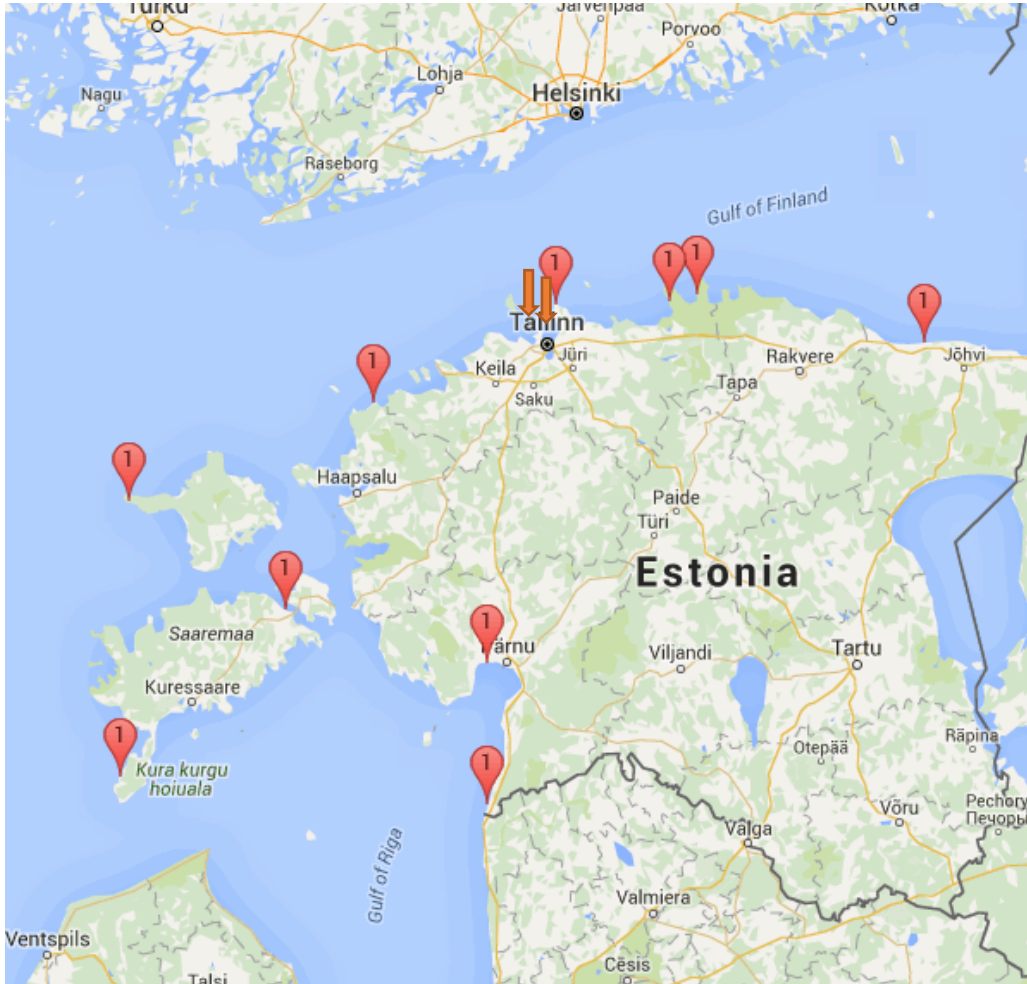 Turku
Järvenpää
Kotka
Porvoo
Lohja
Nagu
Helsinki
Raseborg
Gulf of Finland
1
1
1
1
Tallinn
1
Jüri
Keila
Rakvere
Jõhvi
Saku
Tapa
1
Haapsalu
Paide
Türi
Estonia
1
Saaremaa
1
Pärnu
Viljandi
Tartu
Kuressaare
1
1
Otepää
Räpina
Kura kurgu
hoiuala
Võru
Pechory
Печоры
Valga
Gulf of Riga
Valmiera
Ventspils
Cēsis
Talsi